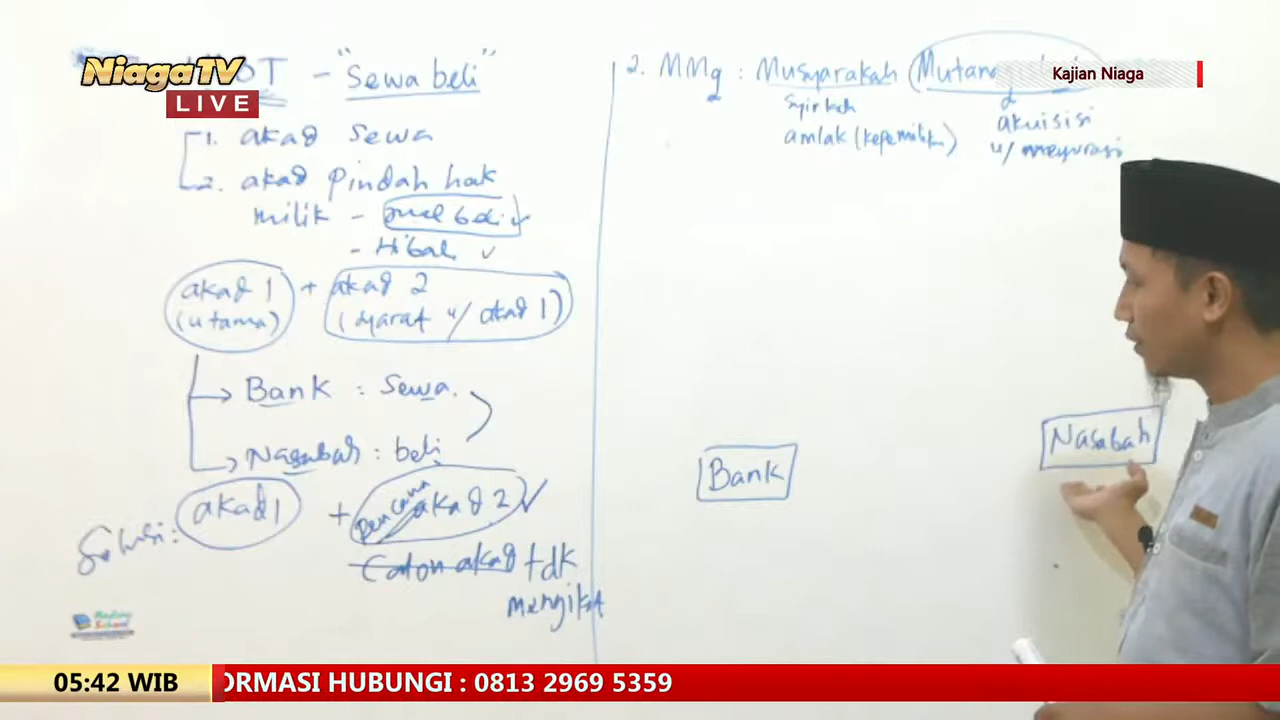 NiagaTV
LIVE
Kajian Niaga
- "Sewa beli"
1. akad sewa
2. akad pindah hak
milik - jual beli ✓
- Hibah ✓
akad 1 + akad 2
(utama) (syarat u/ akad 1)
→ Bank : Sewa.
→ Nasabah : beli
Solusi: akad 1 + Rencana akad 2 ✓
Calon akad tdk
mengikat
2. MMq : Musyarakah (
syirkah
amlak (kepemilikan)
akuisisi
u/
Bank
Nasabah
05:42 WIB
ORMASI HUBUNGI : 0813 2969 5359